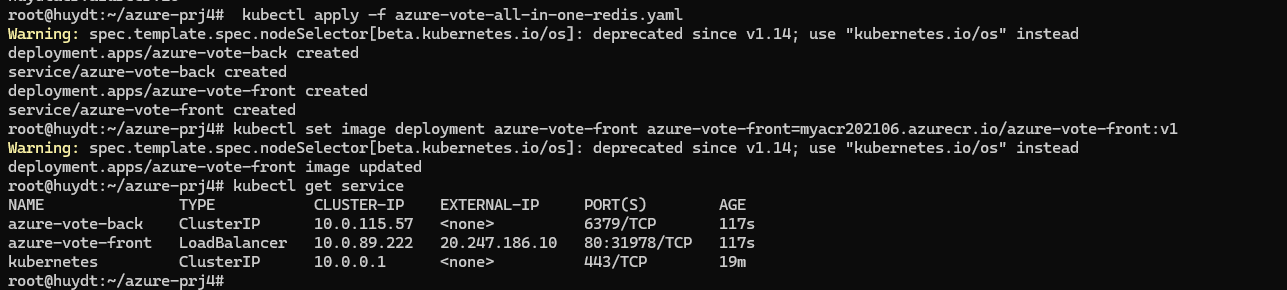 root@huydt:~/azure-prj4#  kubectl apply -f azure-vote-all-in-one-redis.yaml
Warning: spec.template.spec.nodeSelector[beta.kubernetes.io/os]: deprecated since v1.14; use "kubernetes.io/os" instead
deployment.apps/azure-vote-back created
service/azure-vote-back created
deployment.apps/azure-vote-front created
service/azure-vote-front created
root@huydt:~/azure-prj4# kubectl set image deployment azure-vote-front azure-vote-front=myacr202106.azurecr.io/azure-vote-front:v1
Warning: spec.template.spec.nodeSelector[beta.kubernetes.io/os]: deprecated since v1.14; use "kubernetes.io/os" instead
deployment.apps/azure-vote-front image updated
root@huydt:~/azure-prj4# kubectl get service
NAME               TYPE           CLUSTER-IP    EXTERNAL-IP     PORT(S)        AGE
azure-vote-back    ClusterIP      10.0.115.57   <none>          6379/TCP       117s
azure-vote-front   LoadBalancer   10.0.89.222   20.247.186.10   80:31978/TCP   117s
kubernetes         ClusterIP      10.0.0.1      <none>          443/TCP        19m
root@huydt:~/azure-prj4#